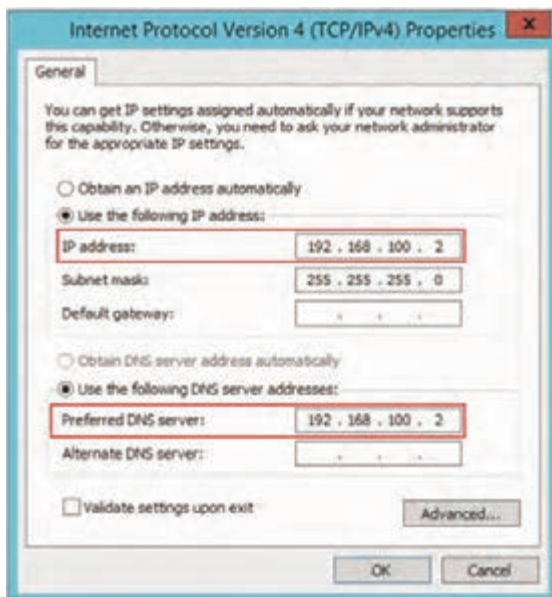 Internet Protocol Version 4 (TCP/IPv4) Properties
X
General
You can get IP settings assigned automatically if your network supports
this capability. Otherwise, you need to ask your network administrator
for the appropriate IP settings.
Obtain an IP address automatically
Use the following IP address:
IP address: 192 . 168 . 100 . 2
Subnet mask: 255 . 255 . 255 . 0
Default gateway: . . .
Obtain DNS server address automatically
Use the following DNS server addresses:
Preferred DNS server: 192 . 168 . 100 . 2
Alternate DNS server: . . .
Validate settings upon exit
Advanced...
OK Cancel